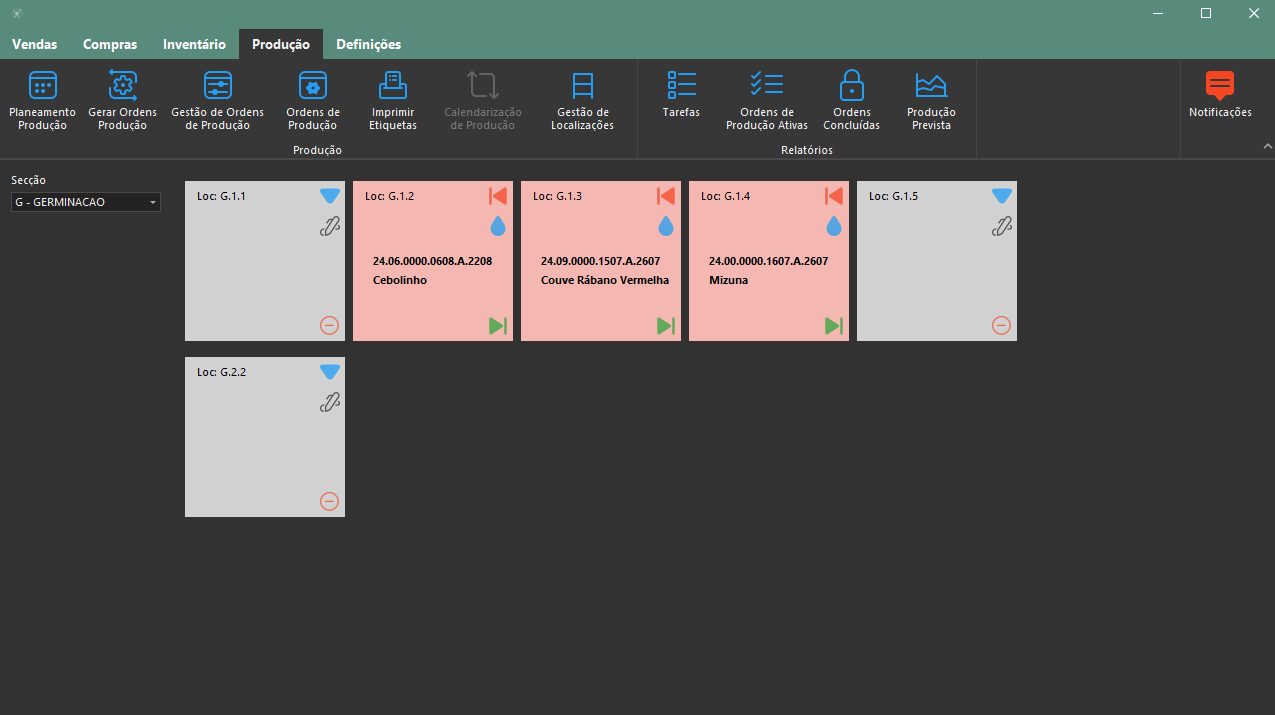 Vendas
Compras
Inventário
Produção
Definições
Planeamento
Produção
Gerar Ordens
Produção
Gestão de Ordens
de Produção
Ordens de
Produção
Imprimir
Etiquetas
Calendarização
de Produção
Gestão de
Localizações
Produção
Tarefas
Ordens de
Produção Ativas
Ordens
Concluídas
Produção
Prevista
Relatórios
Notificações
Secção
G - GERMINACAO
Loc: G.1.1
Loc: G.1.2
24.06.0000.0608.A.2208
Cebolinho
Loc: G.1.3
24.09.0000.1507.A.2607
Couve Rábano Vermelha
Loc: G.1.4
24.00.0000.1607.A.2607
Mizuna
Loc: G.1.5
Loc: G.2.2